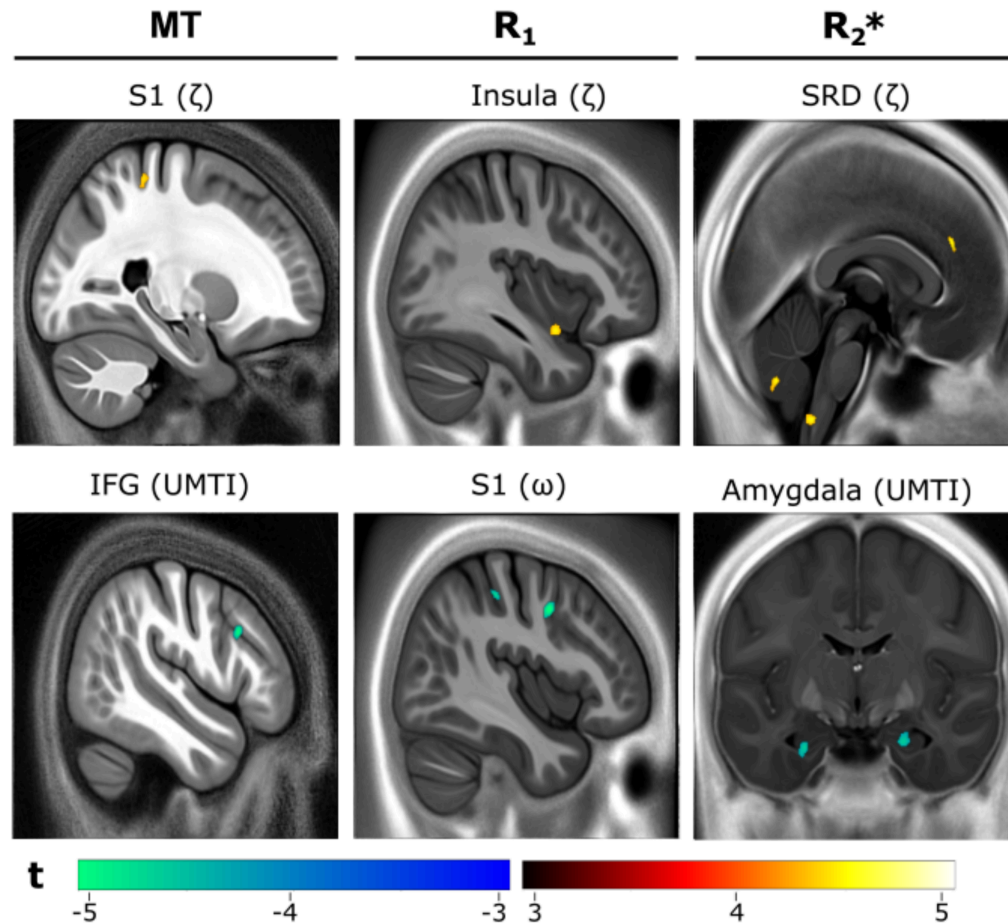 MT R₁ R₂*
S1 (ζ) Insula (ζ) SRD (ζ)
IFG (UMTI) S1 (ω) Amygdala (UMTI)
t
-5 -4 -3 3 4 5